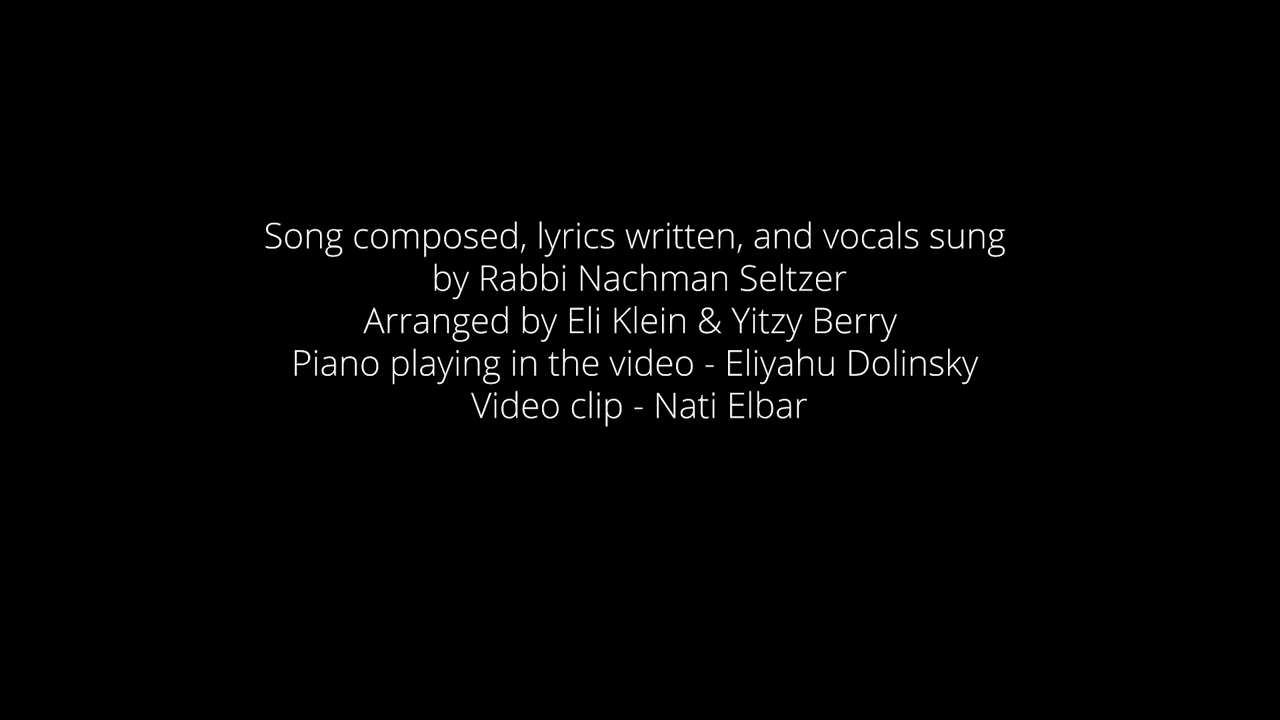 Song composed, lyrics written, and vocals sung
by Rabbi Nachman Seltzer
Arranged by Eli Klein & Yitzy Berry
Piano playing in the video - Eliyahu Dolinsky
Video clip - Nati Elbar